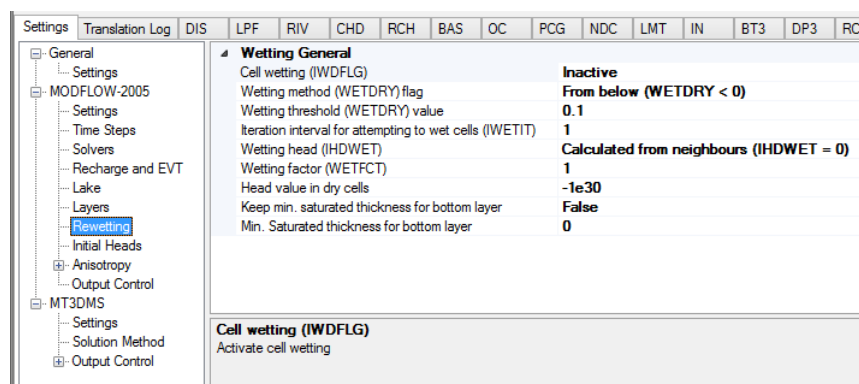 Settings Translation Log DIS LPF RIV CHD RCH BAS OC PCG NDC LMT IN BT3 DP3 RC
General
Settings
MODFLOW-2005
Settings
Time Steps
Solvers
Recharge and EVT
Lake
Layers
Rewetting
Initial Heads
Anisotropy
Output Control
MT3DMS
Settings
Solution Method
Output Control
Wetting General
Cell wetting (IWDFLG) Inactive
Wetting method (WETDRY) flag From below (WETDRY < 0)
Wetting threshold (WETDRY) value 0.1
Iteration interval for attempting to wet cells (IWETIT) 1
Wetting head (IHDWET) Calculated from neighbours (IHDWET = 0)
Wetting factor (WETFCT) 1
Head value in dry cells -1e30
Keep min. saturated thickness for bottom layer False
Min. Saturated thickness for bottom layer 0
Cell wetting (IWDFLG)
Activate cell wetting